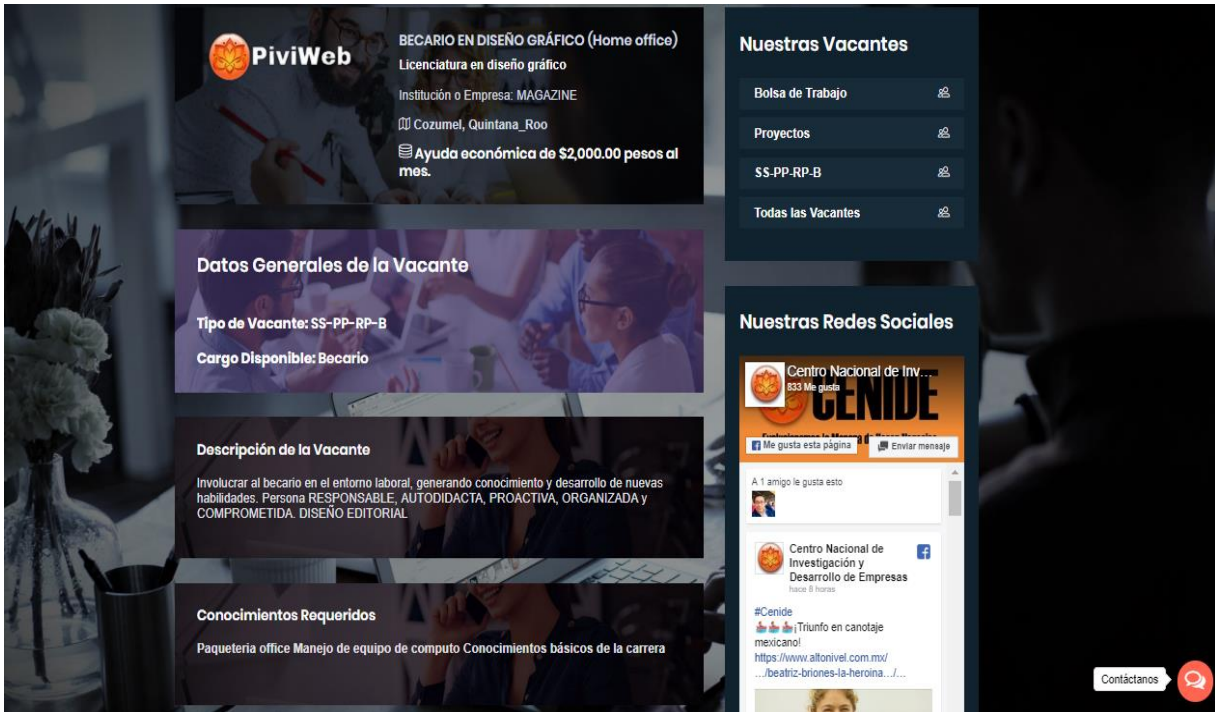 PiviWeb
BECARIO EN DISEÑO GRÁFICO (Home office)
Licenciatura en diseño gráfico
Institución o Empresa: MAGAZINE
Cozumel, Quintana_Roo
Ayuda económica de $2,000.00 pesos al
mes.
Datos Generales de la Vacante
Tipo de Vacante: SS-PP-RP-B
Cargo Disponible: Becario
Descripción de la Vacante
Involucrar al becario en el entorno laboral, generando conocimiento y desarrollo de nuevas
habilidades. Persona RESPONSABLE, AUTODIDACTA, PROACTIVA, ORGANIZADA y
COMPROMETIDA. DISEÑO EDITORIAL
Conocimientos Requeridos
Paqueteria office Manejo de equipo de computo Conocimientos básicos de la carrera
Nuestras Vacantes
Bolsa de Trabajo
Proyectos
SS-PP-RP-B
Todas las Vacantes
Nuestras Redes Sociales
Centro Nacional de Inv...
833 Me gusta
CENIDE
Me gusta esta página
Enviar mensaje
A 1 amigo le gusta esto
Centro Nacional de
Investigación y
Desarrollo de Empresas
hace 8 horas
#Cenide
¡Triunfo en canotaje
mexicano!
https://www.altonivel.com.mx/
…/beatriz-briones-la-heroina…/…
Contáctanos